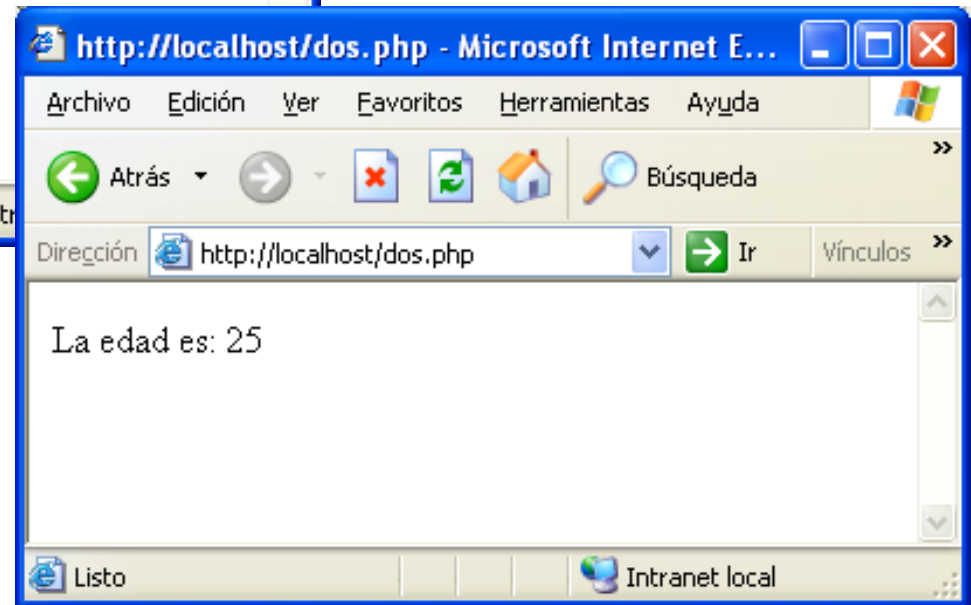 http://localhost/dos.php - Microsoft Internet E...
Archivo Edición Ver Favoritos Herramientas Ayuda
Atrás Búsqueda »
tr
Dirección http://localhost/dos.php Ir Vínculos »
La edad es: 25
Listo Intranet local